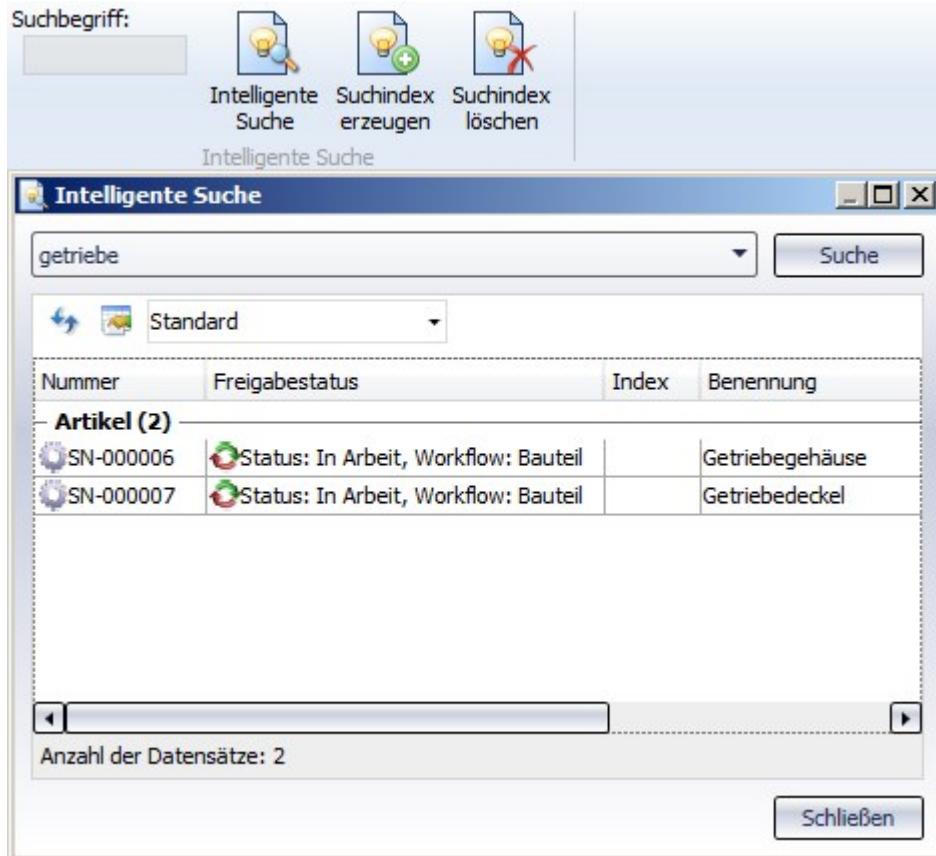 Suchbegriff:
Intelligente Suche
Suchindex erzeugen
Suchindex löschen
Intelligente Suche
Intelligente Suche
getriebe
Suche
Standard
Nummer Freigabestatus Index Benennung
Artikel (2)
SN-000006 Status: In Arbeit, Workflow: Bauteil Getriebegehäuse
SN-000007 Status: In Arbeit, Workflow: Bauteil Getriebedeckel
Anzahl der Datensätze: 2
Schließen